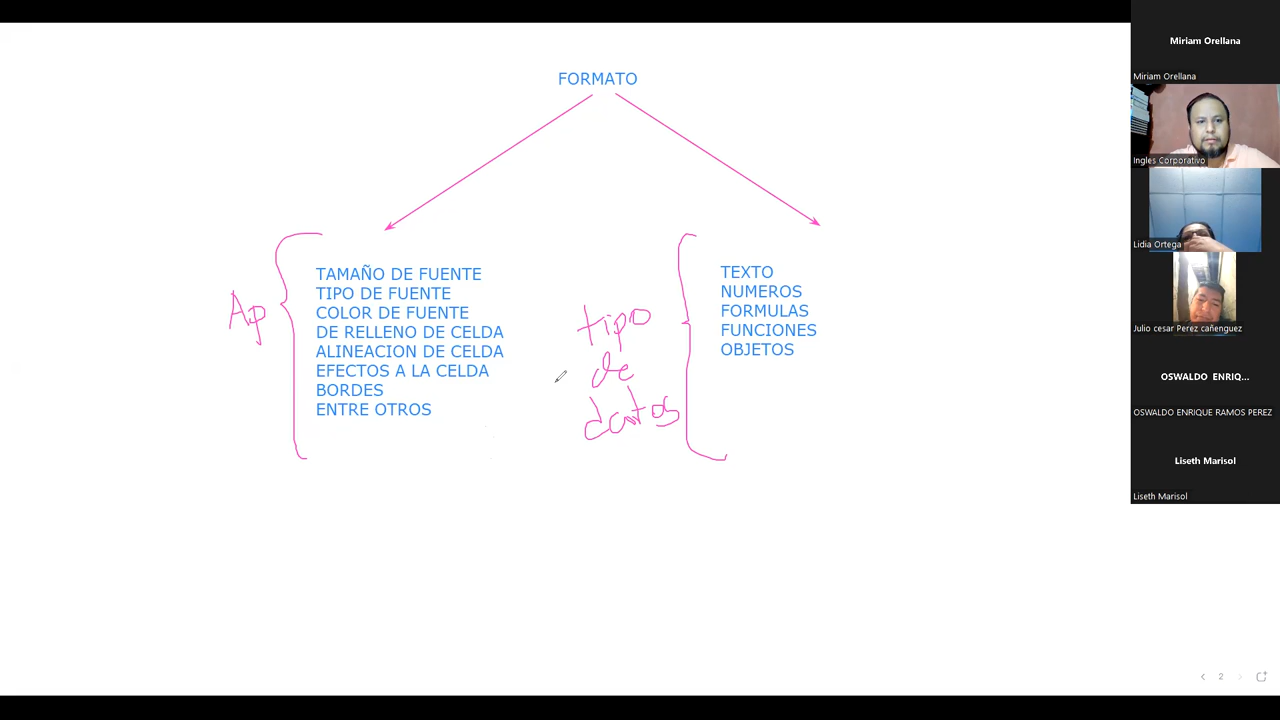 FORMATO
Ap
TAMAÑO DE FUENTE
TIPO DE FUENTE
COLOR DE FUENTE
DE RELLENO DE CELDA
ALINEACION DE CELDA
EFECTOS A LA CELDA
BORDES
ENTRE OTROS
tipo
de
datos
TEXTO
NUMEROS
FORMULAS
FUNCIONES
OBJETOS
Miriam Orellana
Miriam Orellana
Ingles Corporativo
Lidia Ortega
Julio cesar Perez cañenguez
OSWALDO ENRIQ...
OSWALDO ENRIQUE RAMOS PEREZ
Liseth Marisol
Liseth Marisol
2